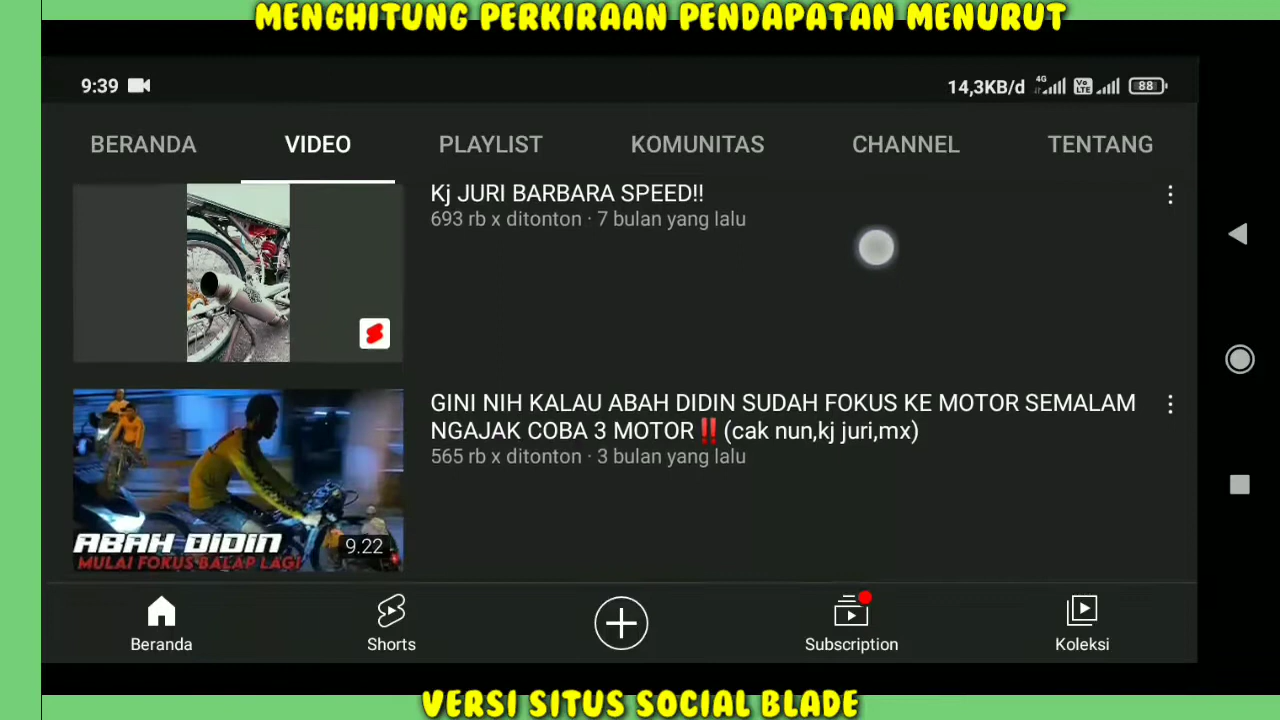 MENGHITUNG PERKIRAAN PENDAPATAN MENURUT
9:39 14,3KB/d 4G Vo LTE 88
BERANDA VIDEO PLAYLIST KOMUNITAS CHANNEL TENTANG
Kj JURI BARBARA SPEED!!
693 rb x ditonton · 7 bulan yang lalu
GINI NIH KALAU ABAH DIDIN SUDAH FOKUS KE MOTOR SEMALAM
NGAJAK COBA 3 MOTOR‼️(cak nun,kj juri,mx)
565 rb x ditonton · 3 bulan yang lalu
ABAH DIDIN
MULAI FOKUS BALAP LAGI
9.22
Beranda Shorts Subscription Koleksi
VERSI SITUS SOCIAL BLADE